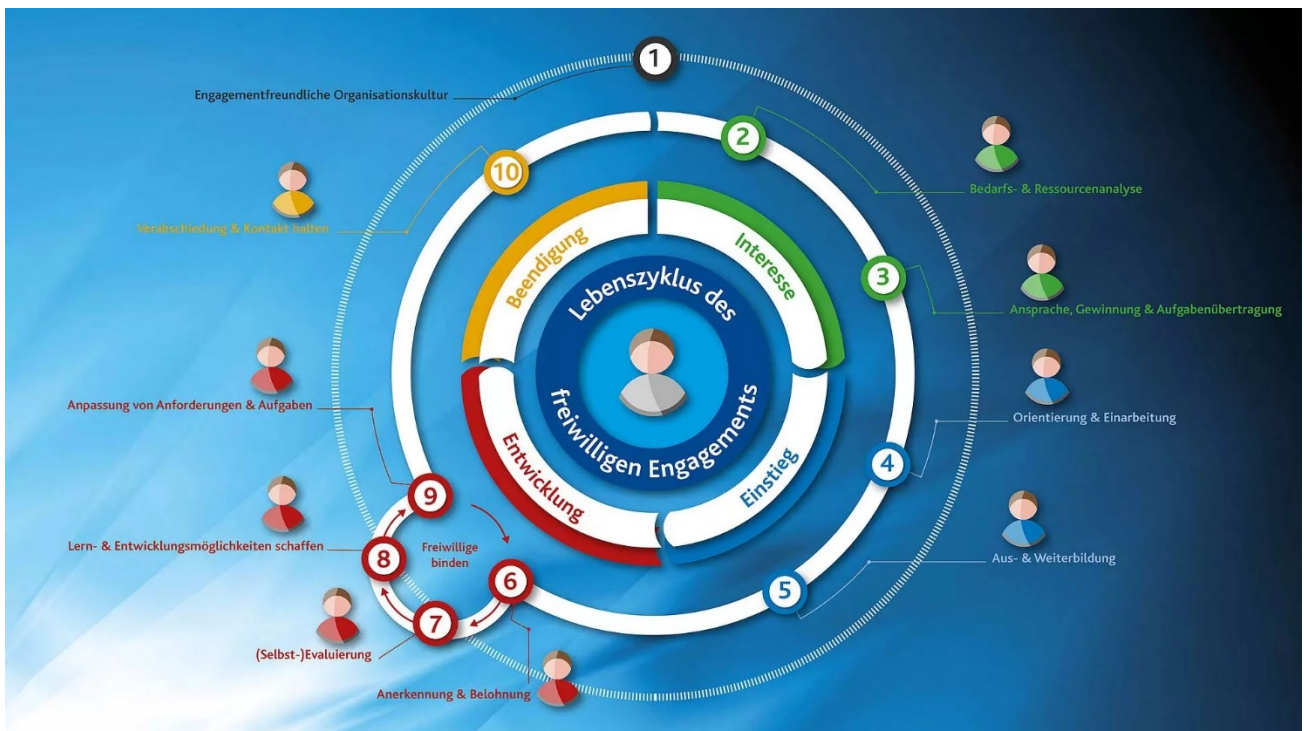 1
Engagementfreundliche Organisationskultur
2
Bedarfs- & Ressourcenanalyse
3
Ansprache, Gewinnung & Aufgabenübertragung
4
Orientierung & Einarbeitung
5
Aus- & Weiterbildung
6
Anerkennung & Belohnung
7
(Selbst-)Evaluierung
8
Lern- & Entwicklungsmöglichkeiten schaffen
9
Anpassung von Anforderungen & Aufgaben
10
Verabschiedung & Kontakt halten
Freiwillige
binden
Interesse
Einstieg
Entwicklung
Beendigung
Lebenszyklus des
freiwilligen Engagements